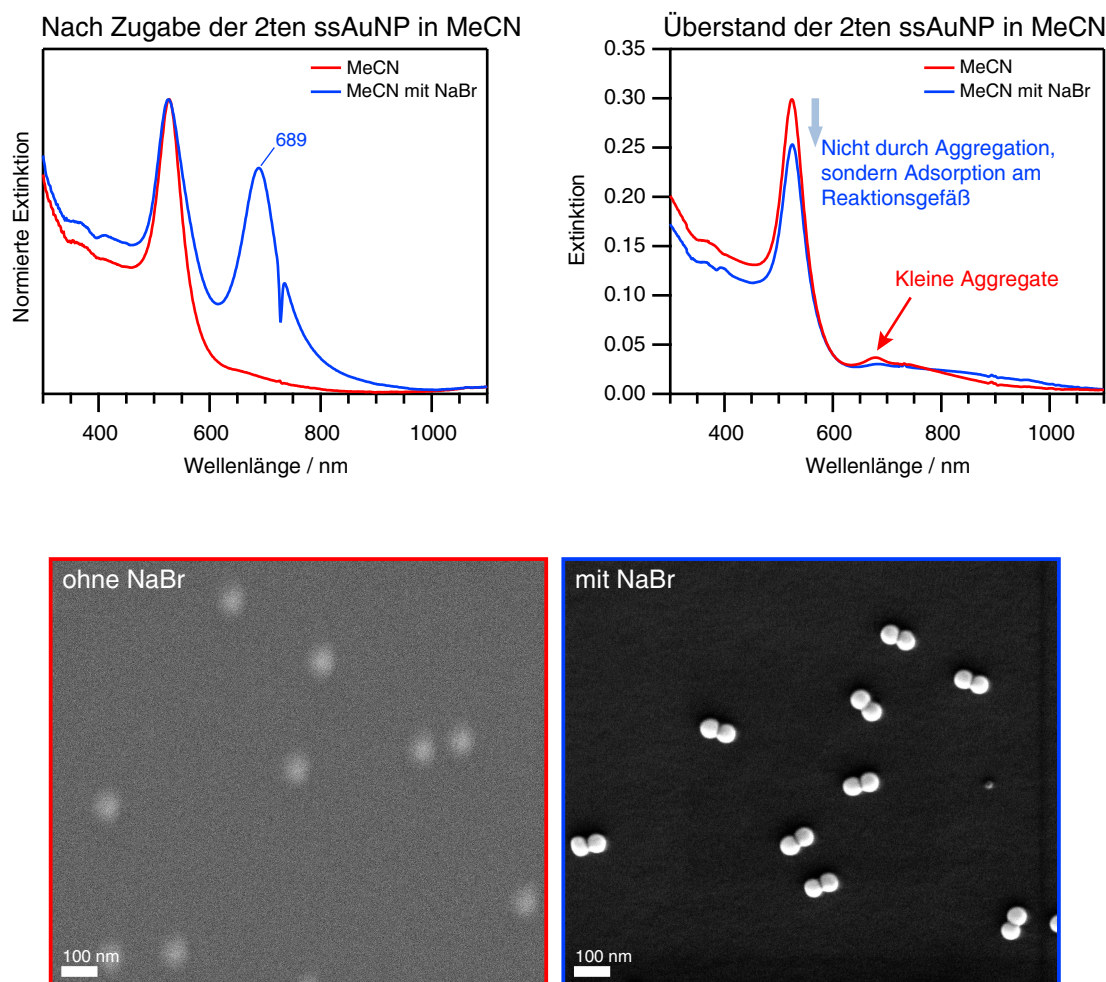 Nach Zugabe der 2ten ssAuNP in MeCN
MeCN
MeCN mit NaBr
689
Normierte Extinktion
400
600
800
1000
Wellenlänge / nm
Überstand der 2ten ssAuNP in MeCN
0.35
0.30
0.25
0.20
0.15
0.10
0.05
0.00
Extinktion
MeCN
MeCN mit NaBr
Nicht durch Aggregation,
sondern Adsorption am
Reaktionsgefäß
Kleine Aggregate
400
600
800
1000
Wellenlänge / nm
ohne NaBr
100 nm
mit NaBr
100 nm